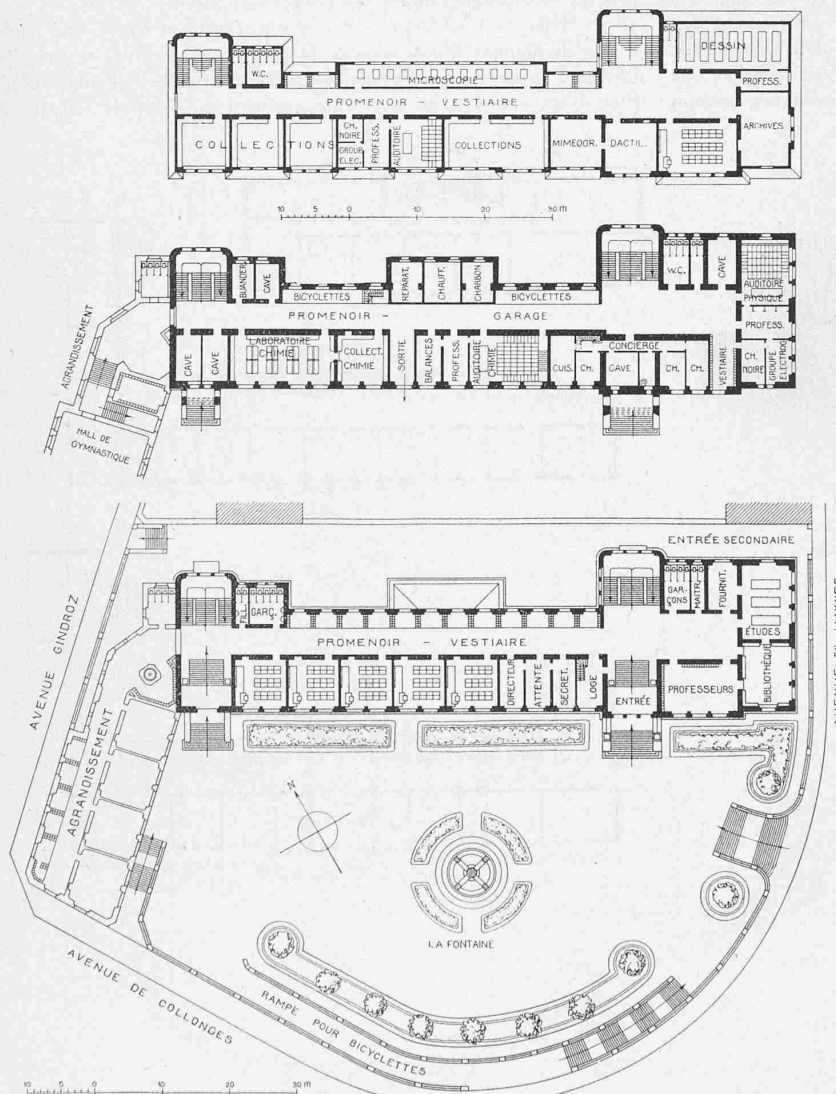 DESSIN
W.C.
MICROSCOPIE
PROFESS.
PROMENOIR - VESTIAIRE
COLLECTIONS
CH. NOIRE
GROUP ELEC.
PROFESS.
AUDITOIRE
COLLECTIONS
MIMÉOGR.
DACTIL.
ARCHIVES
10 5 0 10 20 30 m
BUANDER.
CAVE
BICYCLETTES
REPARAT.
CHAUFF.
CHARBON
BICYCLETTES
W.C.
CAVE
AUDITOIRE PHYSIQUE
PROMENOIR - GARAGE
PROFESS.
AGRANDISSEMENT
CAVE
CAVE
LABORATOIRE CHIMIE
COLLECT. CHIMIE
SORTIE
BALANCES
PROFESS.
AUDITOIRE CHIMIE
CONCIERGE
CUIS.
CH.
CAVE
CH.
CH.
VESTIAIRE
CH. NOIRE
GROUPE ELECTROG
HALL DE GYMNASTIQUE
ENTRÉE SECONDAIRE
FILL.
GARÇ.
GARÇONS
MAITR.
FOURNIT.
ÉTUDES
PROMENOIR - VESTIAIRE
AVENUE GINDROZ
AGRANDISSEMENT
DIRECTEUR
ATTENTE
SECRET.
LOGE
ENTRÉE
PROFESSEURS
BIBLIOTHÈQUE
N
LA FONTAINE
AVENUE DE COLLONGES
RAMPE POUR BICYCLETTES
10 5 0 10 20 30 m